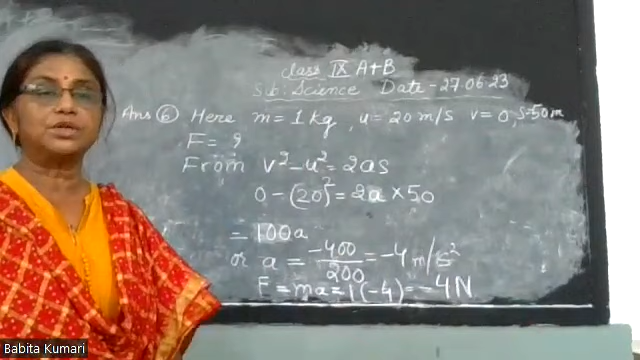 class IX A+B
Sub: Science Date - 27.06.23
Ans ⑥ Here m = 1 kg , u = 20 m/s v = 0, S=50m
F = ?
From v² - u² = 2as
0 - (20)² = 2a × 50
= 100a
or a = -400/200 = -4 m/s²
F = ma = 1(-4) = -4N
Babita Kumari